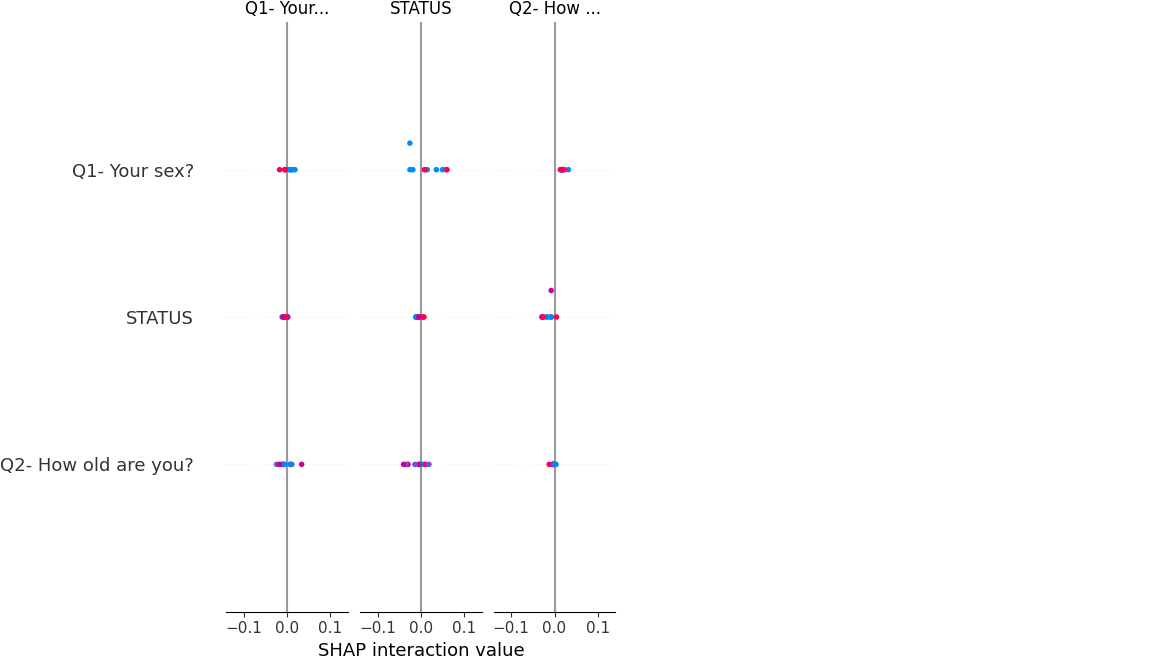 Q1- Your... STATUS Q2- How ...
Q1- Your sex?
STATUS
Q2- How old are you?
−0.1 0.0 0.1 −0.1 0.0 0.1 −0.1 0.0 0.1
SHAP interaction value